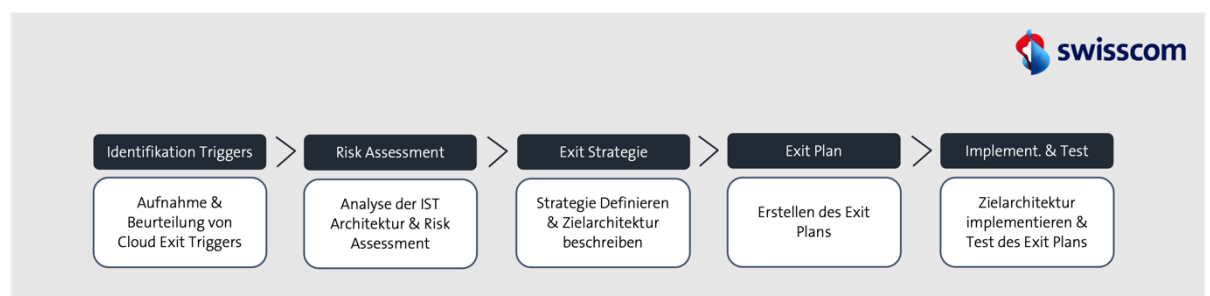 swisscom
Identifikation Triggers
Risk Assessment
Exit Strategie
Exit Plan
Implement. & Test
Aufnahme &
Beurteilung von
Cloud Exit Triggers
Analyse der IST
Architektur & Risk
Assessment
Strategie Definieren
& Zielarchitektur
beschreiben
Erstellen des Exit
Plans
Zielarchitektur
implementieren &
Test des Exit Plans